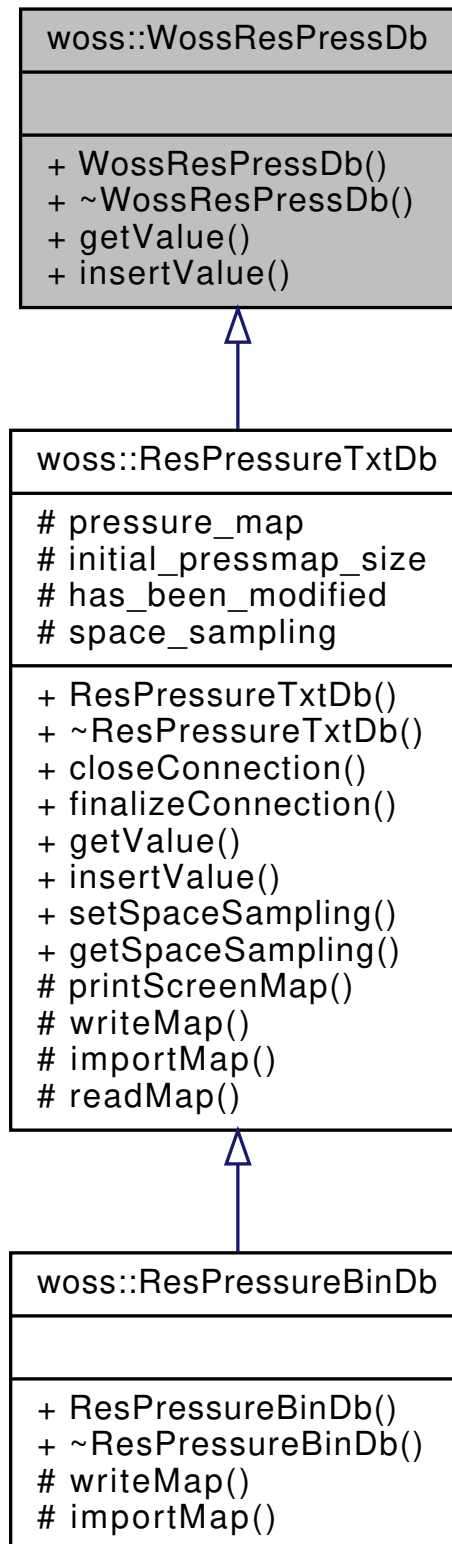 woss::WossResPressDb
+ WossResPressDb()
+ ~WossResPressDb()
+ getValue()
+ insertValue()
woss::ResPressureTxtDb
# pressure_map
# initial_pressmap_size
# has_been_modified
# space_sampling
+ ResPressureTxtDb()
+ ~ResPressureTxtDb()
+ closeConnection()
+ finalizeConnection()
+ getValue()
+ insertValue()
+ setSpaceSampling()
+ getSpaceSampling()
# printScreenMap()
# writeMap()
# importMap()
# readMap()
woss::ResPressureBinDb
+ ResPressureBinDb()
+ ~ResPressureBinDb()
# writeMap()
# importMap()